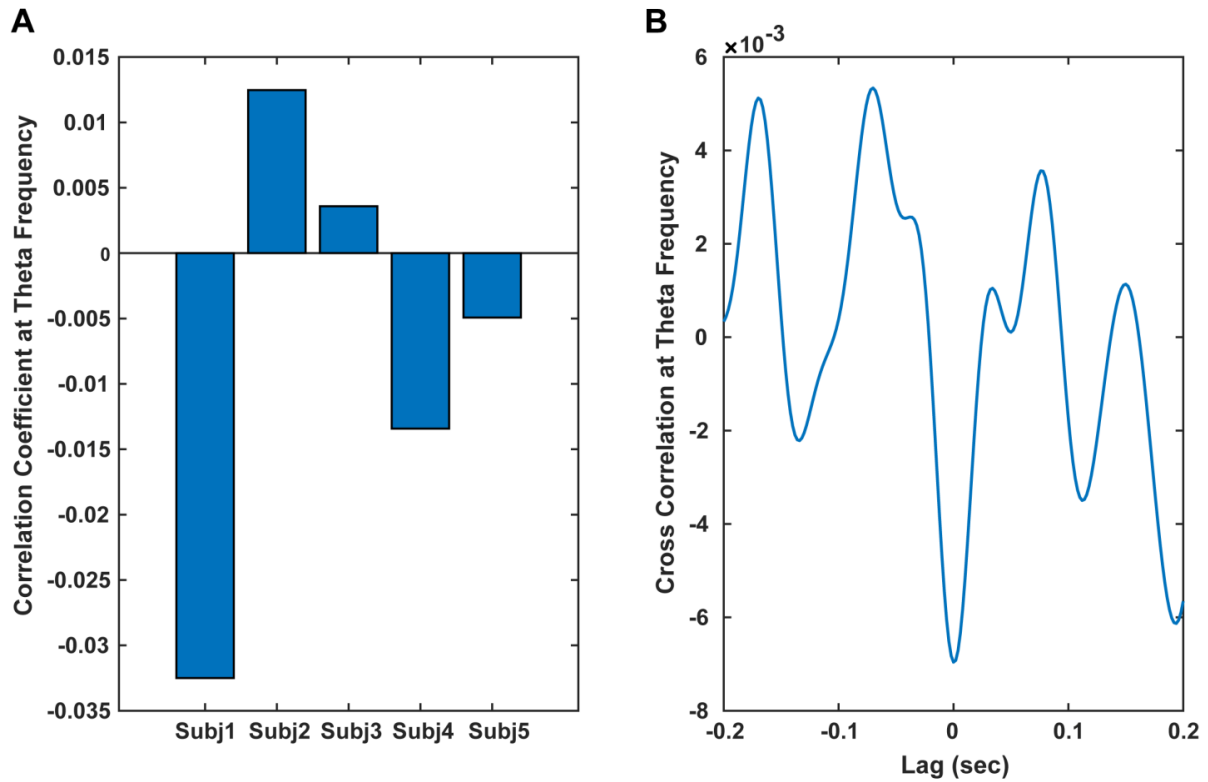 A
Correlation Coefficient at Theta Frequency
0.015
0.01
0.005
0
-0.005
-0.01
-0.015
-0.02
-0.025
-0.03
-0.035
Subj1 Subj2 Subj3 Subj4 Subj5
B
×10-3
Cross Correlation at Theta Frequency
6
4
2
0
-2
-4
-6
-8
-0.2 -0.1 0 0.1 0.2
Lag (sec)